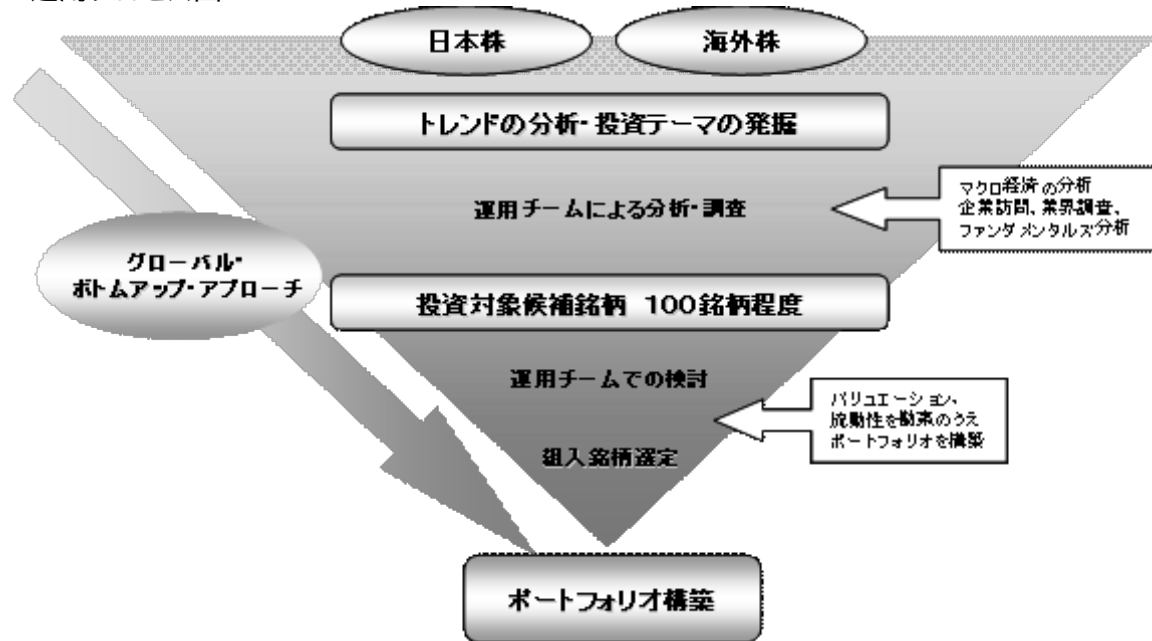 日本株
海外株
トレンドの分析・投資テーマの発掘
運用チームによる分析・調査
マクロ経済の分析
企業訪問、業界調査、
ファンダメンタルズ分析
グローバル・
ボトムアップ・アプローチ
投資対象候補銘柄 100銘柄程度
運用チームでの検討
バリュエーション、
流動性を勘案のうえ
ポートフォリオを構築
組入銘柄選定
ポートフォリオ構築